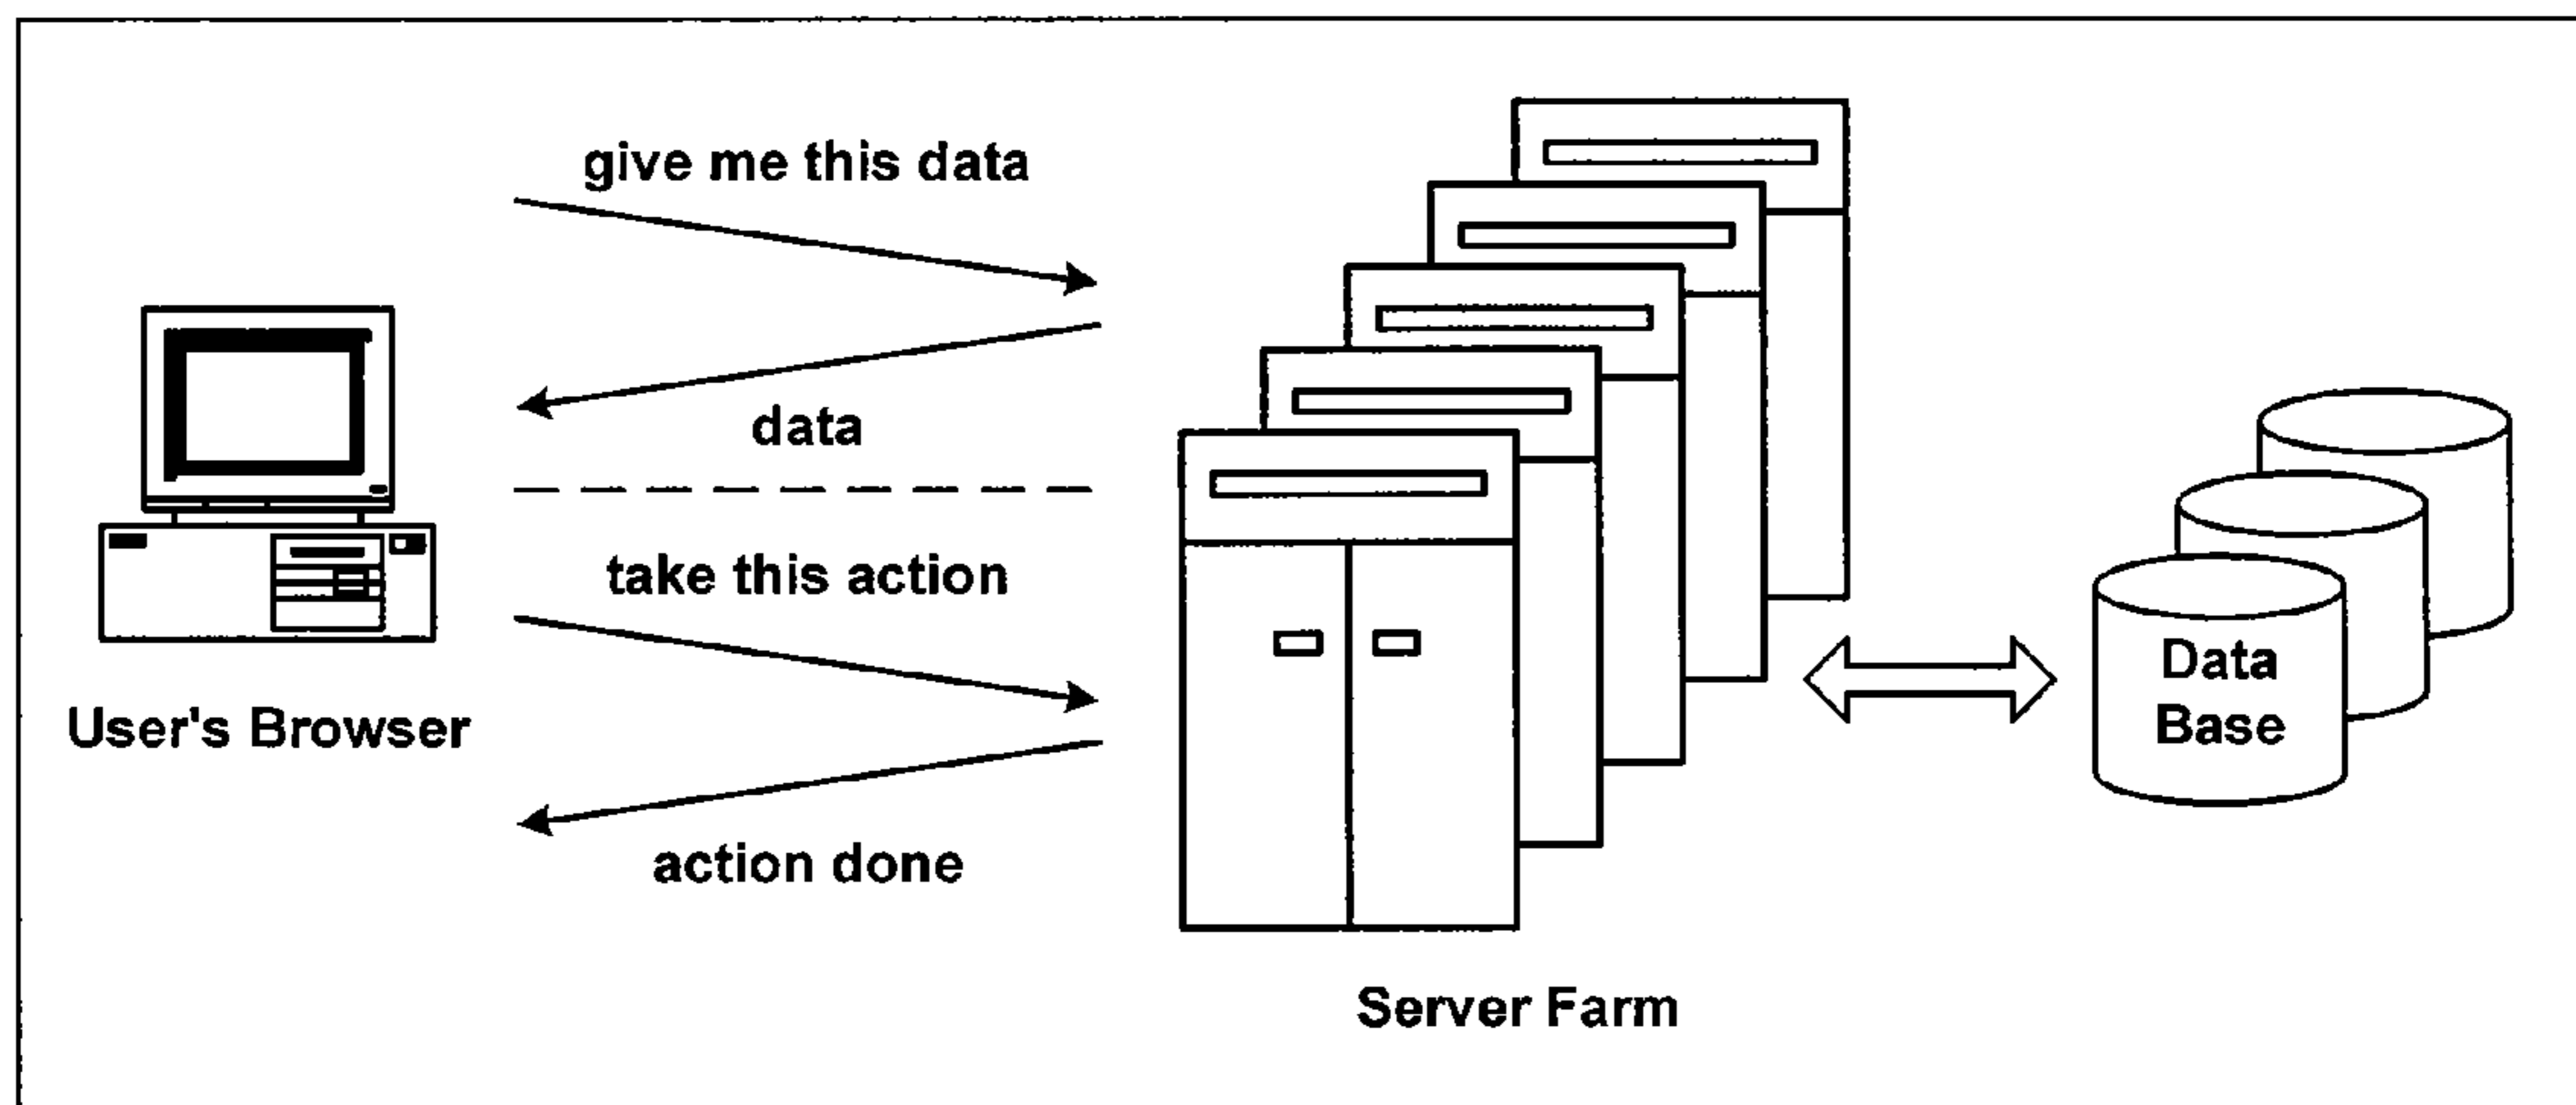 give me this data
data
take this action
User's Browser
action done
Data
Base
Server Farm